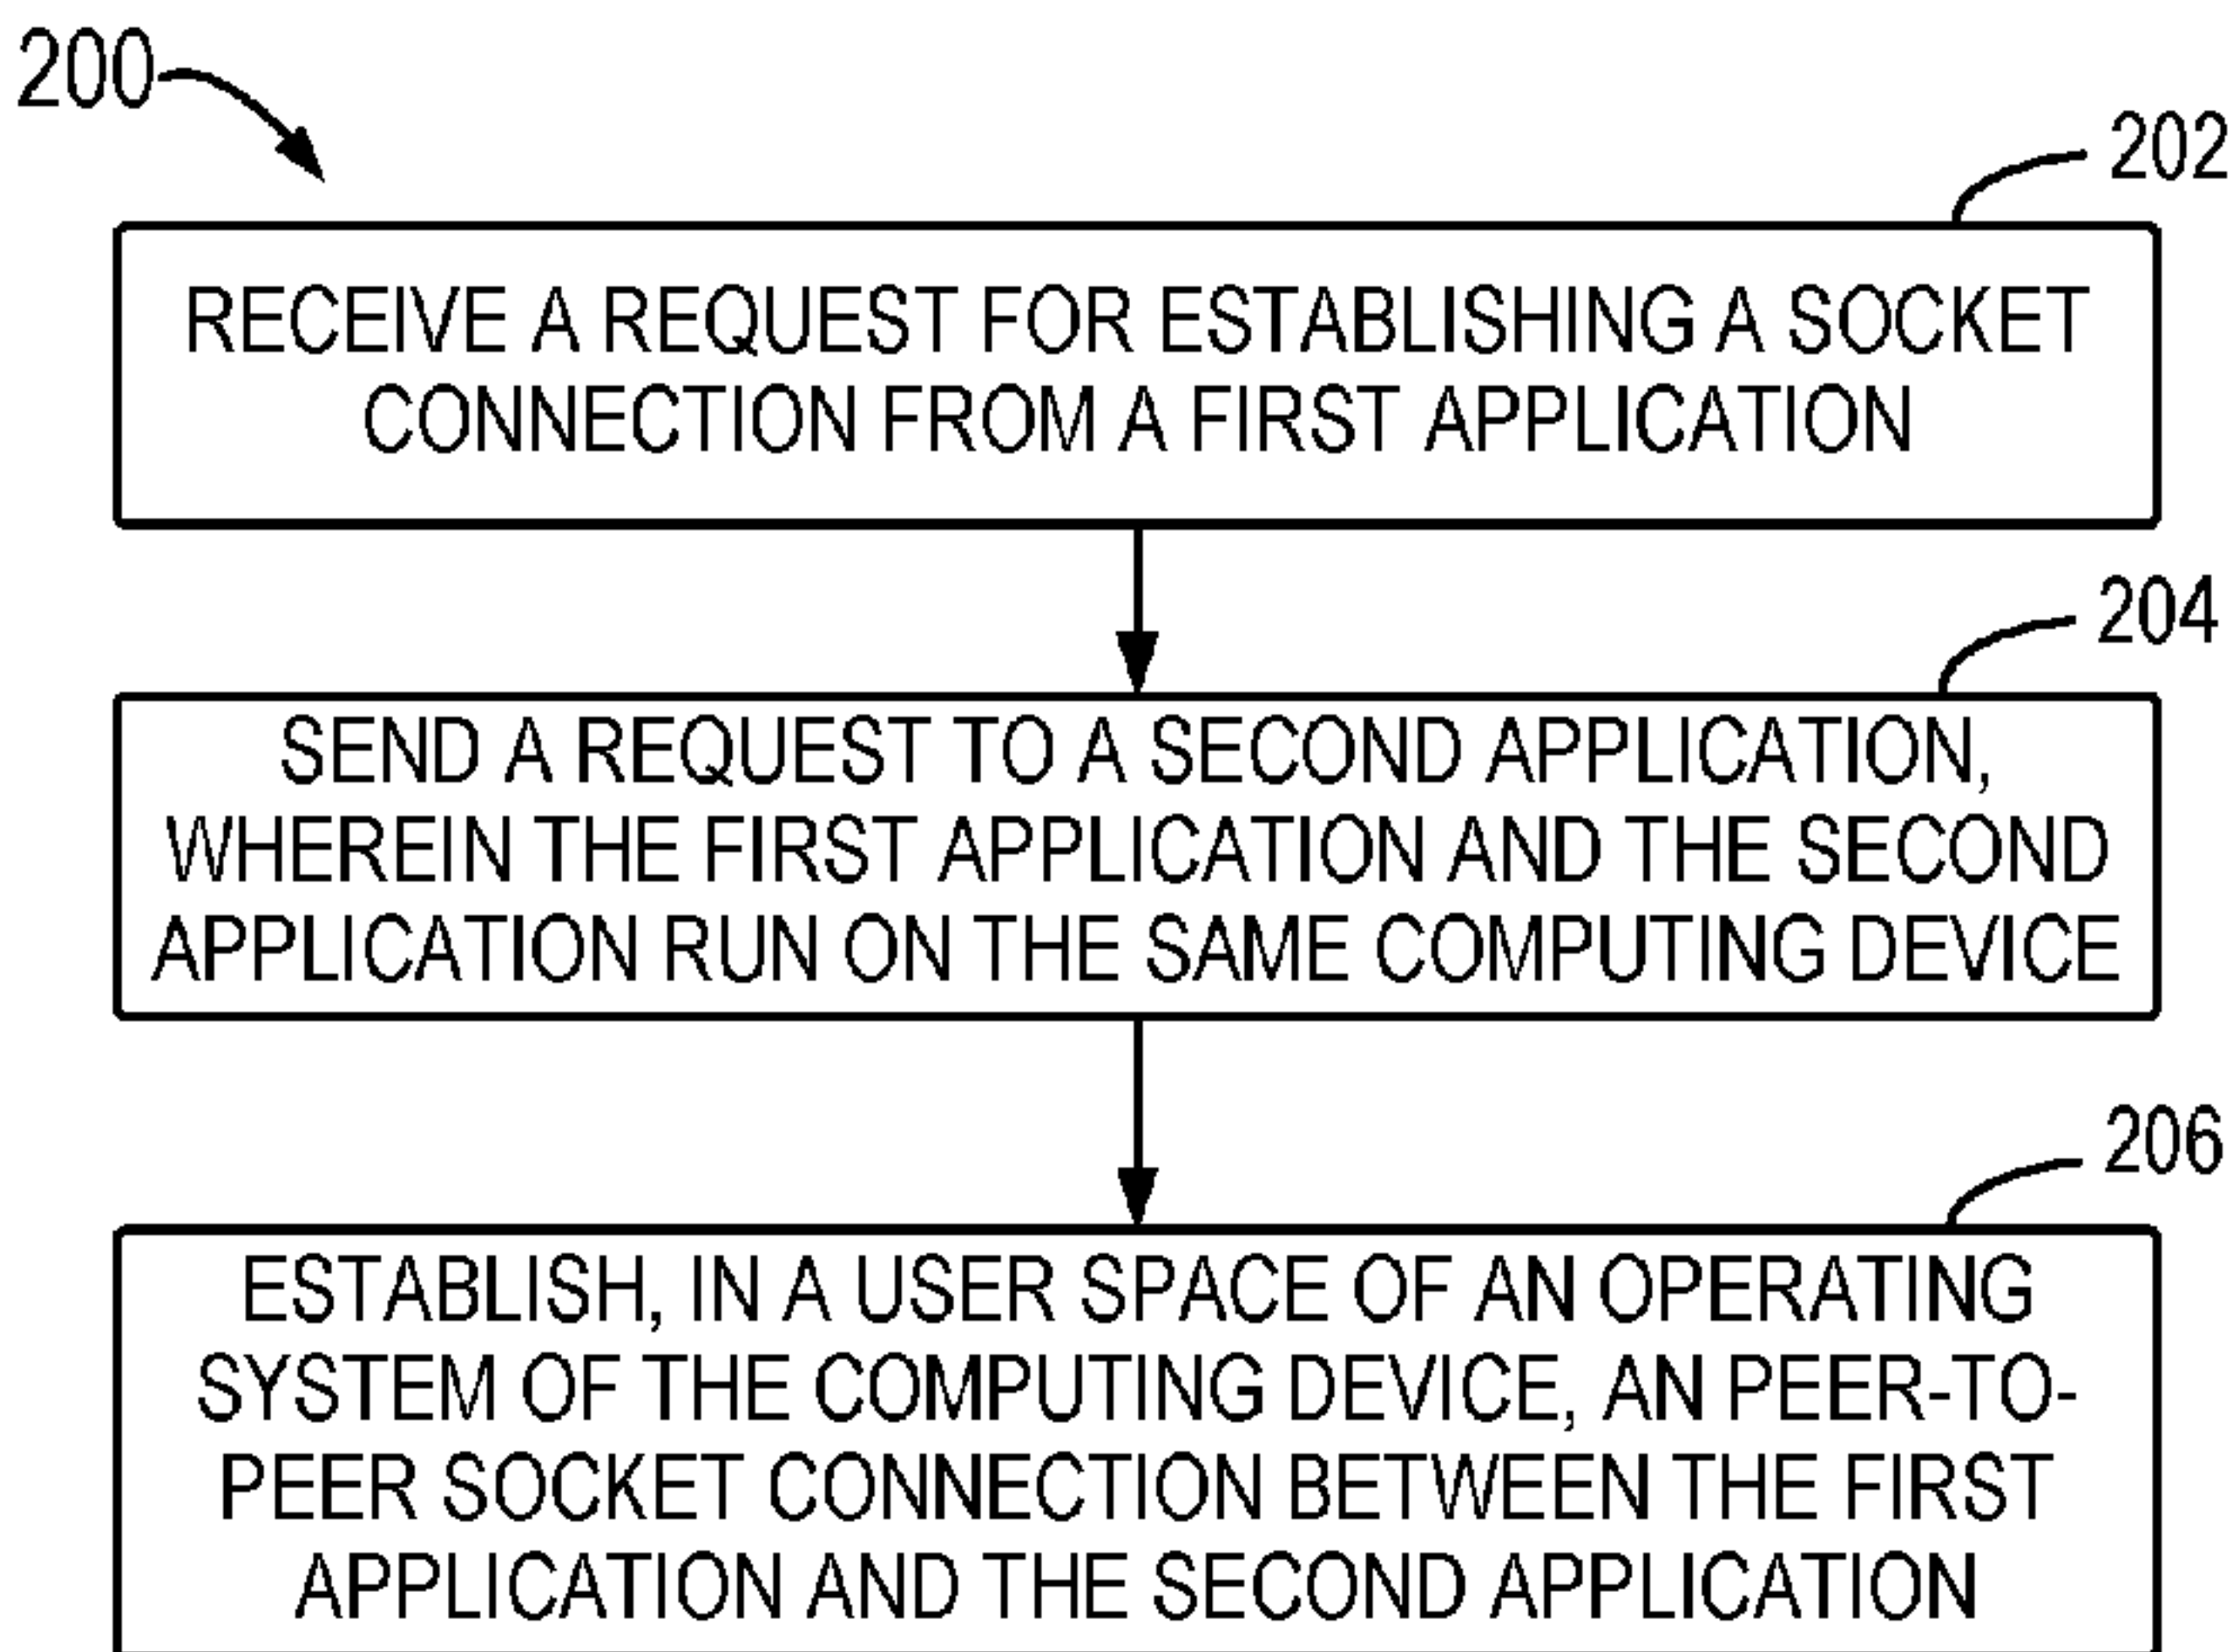 200
202
RECEIVE A REQUEST FOR ESTABLISHING A SOCKET
CONNECTION FROM A FIRST APPLICATION
204
SEND A REQUEST TO A SECOND APPLICATION,
WHEREIN THE FIRST APPLICATION AND THE SECOND
APPLICATION RUN ON THE SAME COMPUTING DEVICE
206
ESTABLISH, IN A USER SPACE OF AN OPERATING
SYSTEM OF THE COMPUTING DEVICE, AN PEER-TO-
PEER SOCKET CONNECTION BETWEEN THE FIRST
APPLICATION AND THE SECOND APPLICATION